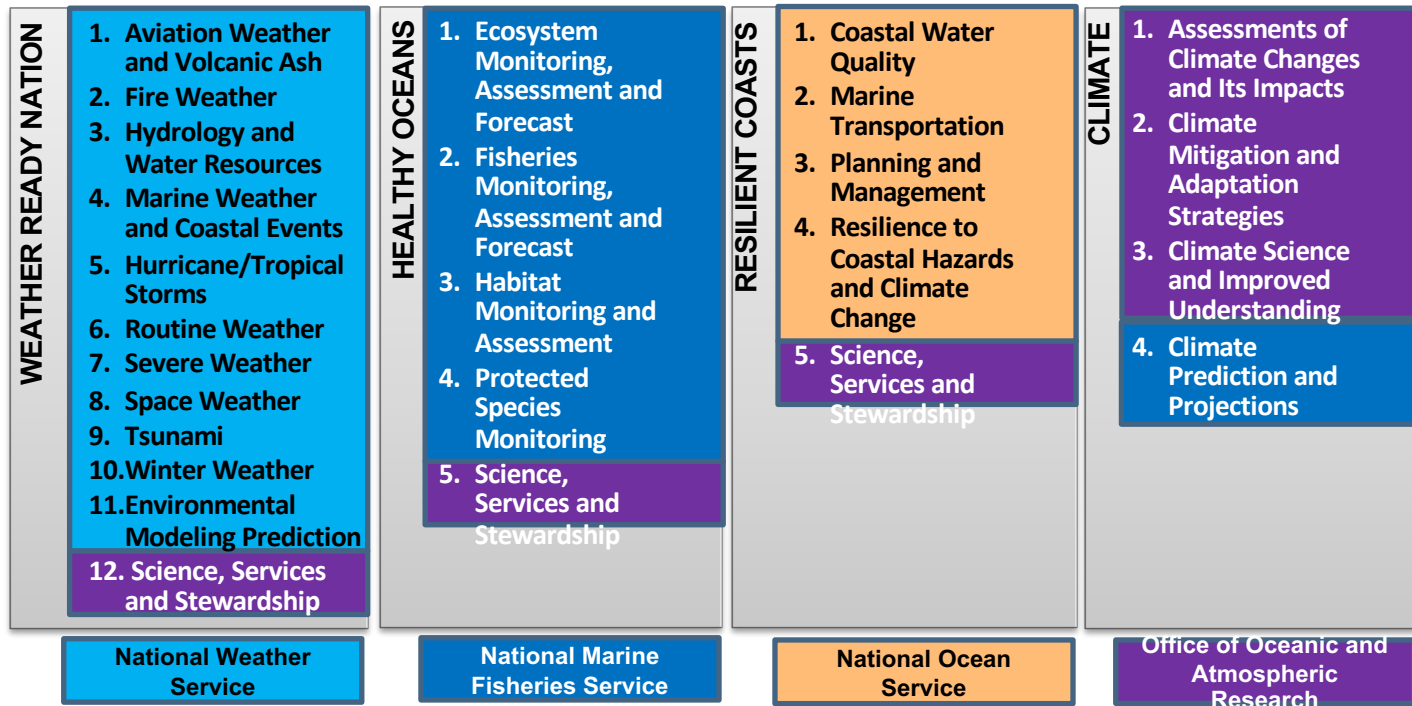 WEATHER READY NATION
1. Aviation Weather
and Volcanic Ash
2. Fire Weather
3. Hydrology and
Water Resources
4. Marine Weather
and Coastal Events
5. Hurricane/Tropical
Storms
6. Routine Weather
7. Severe Weather
8. Space Weather
9. Tsunami
10.Winter Weather
11.Environmental
Modeling Prediction
12. Science, Services
and Stewardship
National Weather
Service
HEALTHY OCEANS
1. Ecosystem
Monitoring,
Assessment and
Forecast
2. Fisheries
Monitoring,
Assessment and
Forecast
3. Habitat
Monitoring and
Assessment
4. Protected
Species
Monitoring
5. Science,
Services and
Stewardship
National Marine
Fisheries Service
RESILIENT COASTS
1. Coastal Water
Quality
2. Marine
Transportation
3. Planning and
Management
4. Resilience to
Coastal Hazards
and Climate
Change
5. Science,
Services and
Stewardship
National Ocean
Service
CLIMATE
1. Assessments of
Climate Changes
and Its Impacts
2. Climate
Mitigation and
Adaptation
Strategies
3. Climate Science
and Improved
Understanding
4. Climate
Prediction and
Projections
Office of Oceanic and
Atmospheric
Research